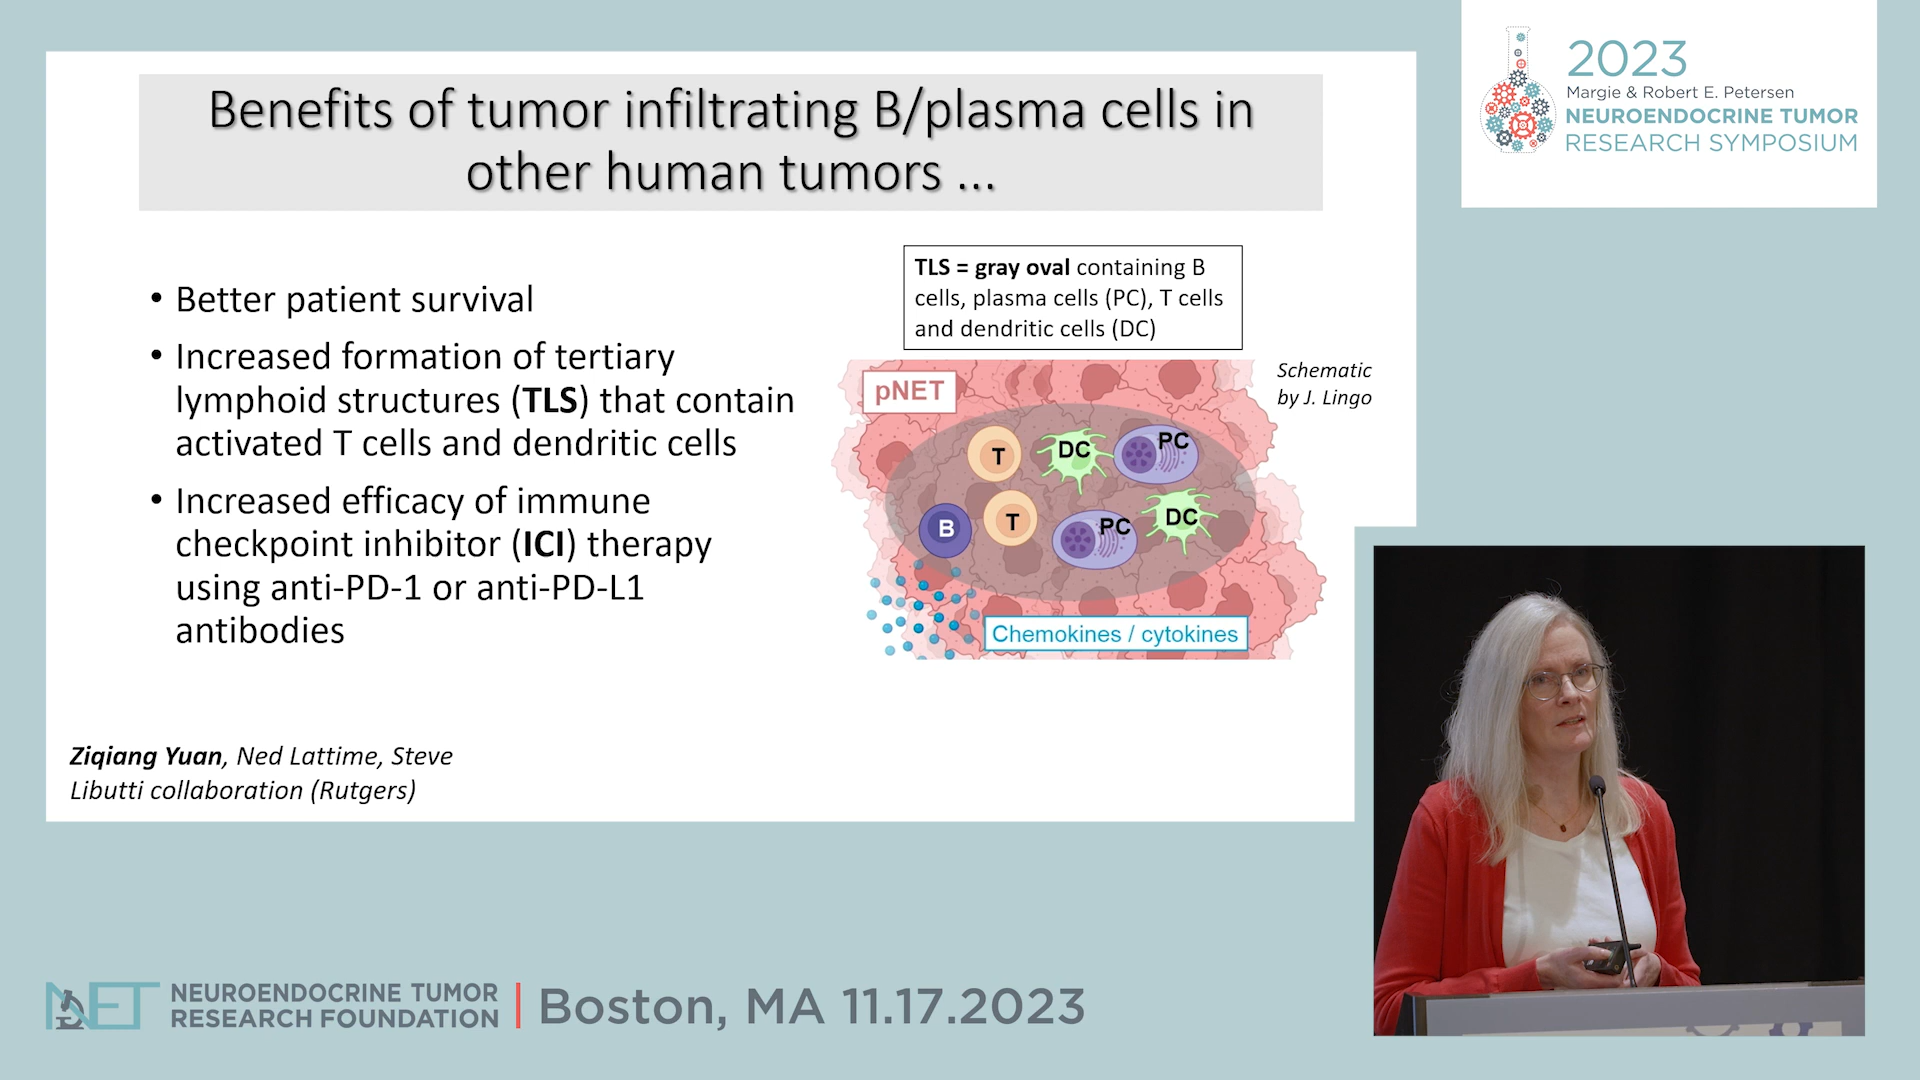 Benefits of tumor infiltrating B/plasma cells in
other human tumors ...
• Better patient survival
• Increased formation of tertiary
lymphoid structures (TLS) that contain
activated T cells and dendritic cells
• Increased efficacy of immune
checkpoint inhibitor (ICI) therapy
using anti-PD-1 or anti-PD-L1
antibodies
TLS = gray oval containing B
cells, plasma cells (PC), T cells
and dendritic cells (DC)
Schematic
by J. Lingo
pNET
T
DC
PC
B
T
PC
DC
Chemokines / cytokines
Ziqiang Yuan, Ned Lattime, Steve
Libutti collaboration (Rutgers)
2023
Margie & Robert E. Petersen
NEUROENDOCRINE TUMOR
RESEARCH SYMPOSIUM
NET
NEUROENDOCRINE TUMOR
RESEARCH FOUNDATION
Boston, MA 11.17.2023